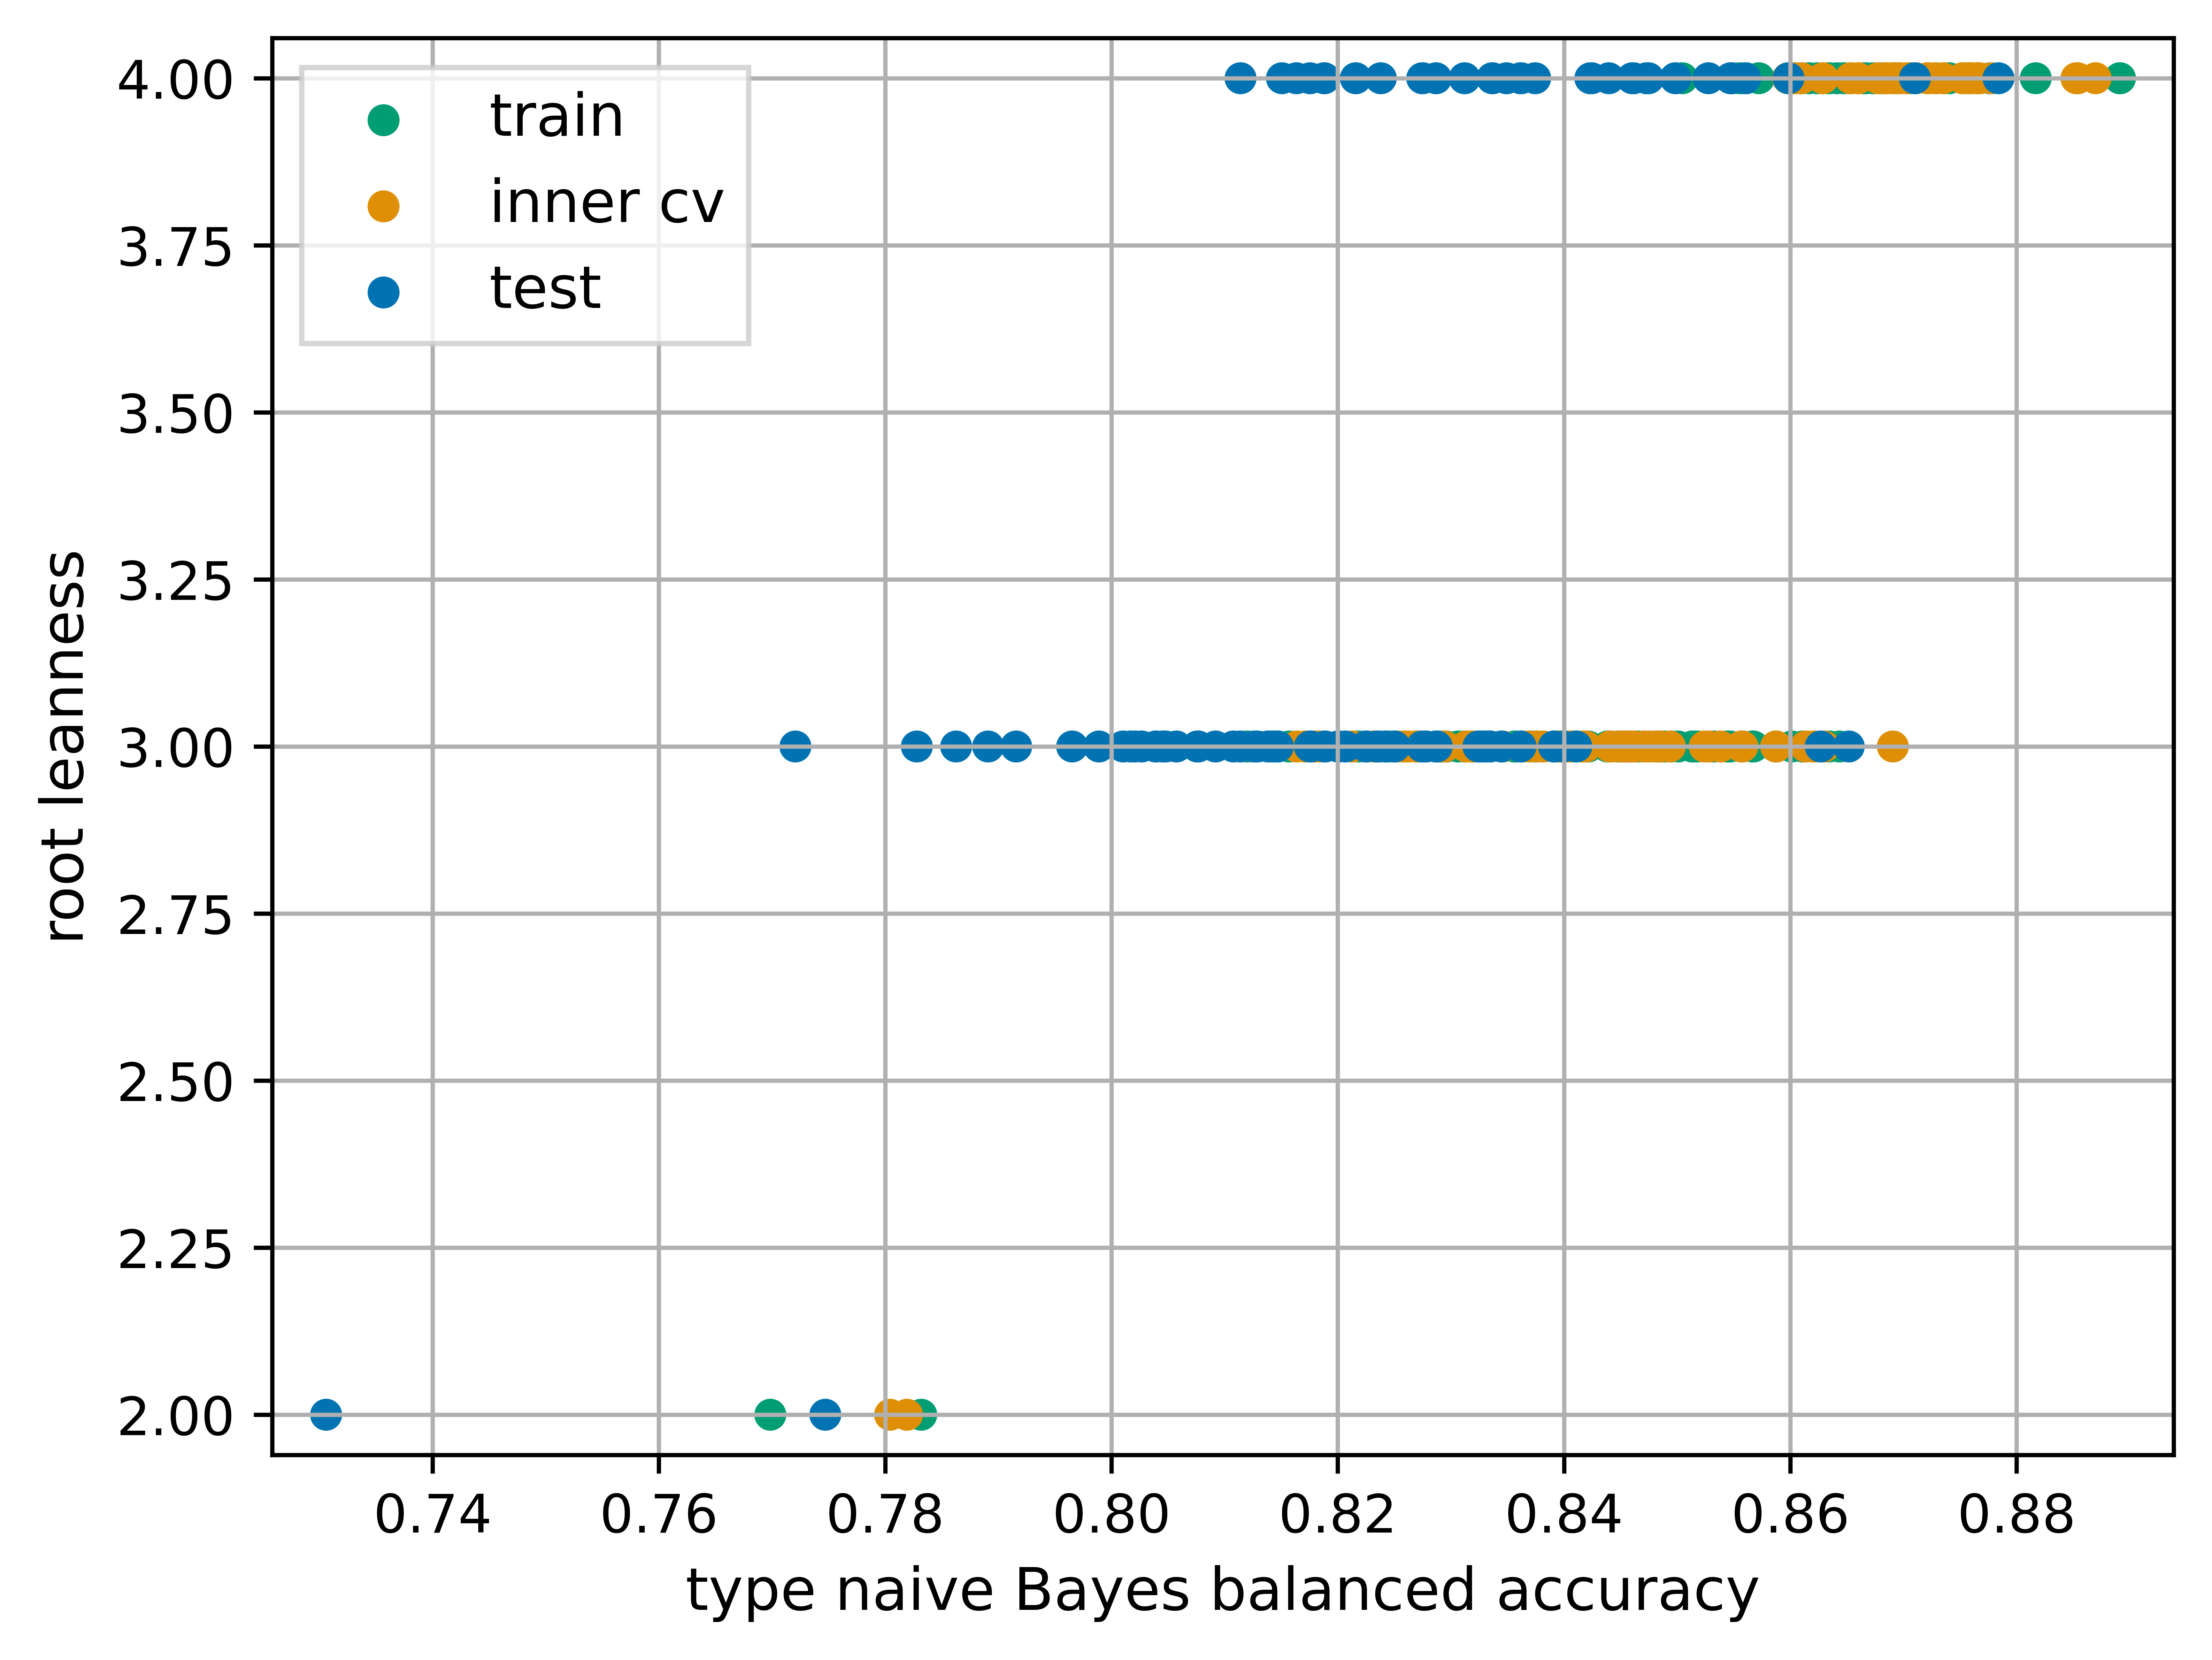 train
inner cv
test
4.00
3.75
3.50
3.25
3.00
2.75
2.50
2.25
2.00
root leanness
0.74 0.76 0.78 0.80 0.82 0.84 0.86 0.88
type naive Bayes balanced accuracy